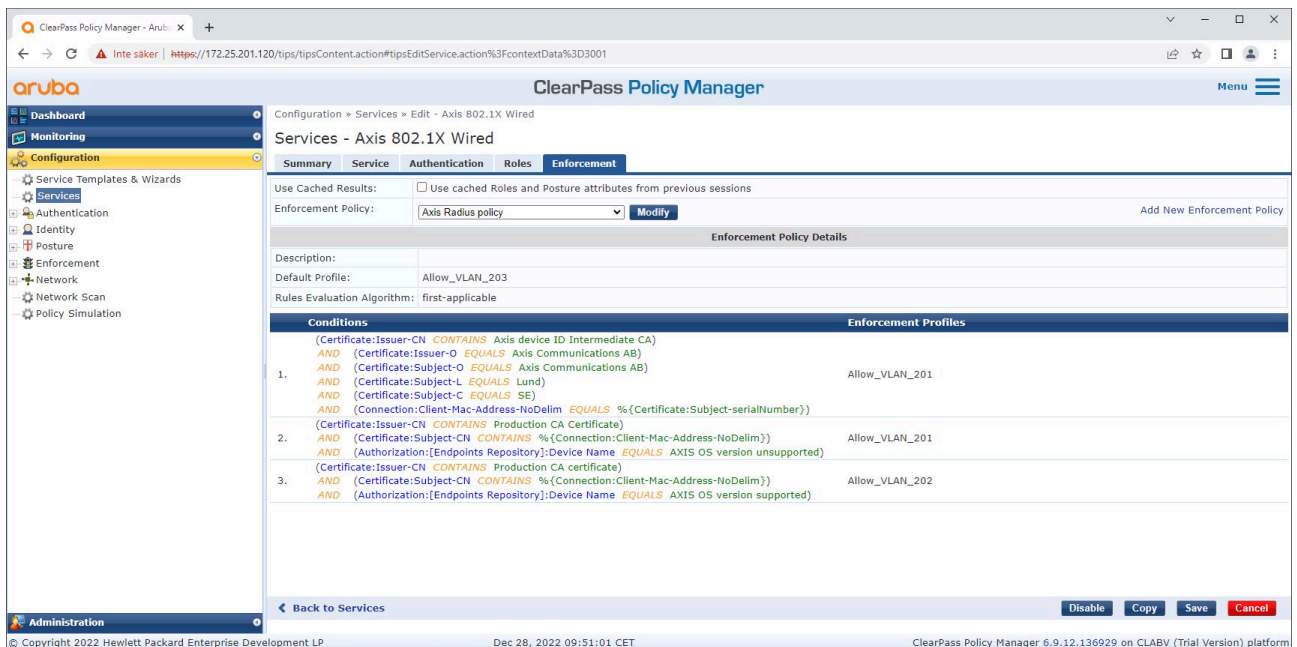 ClearPass Policy Manager - Aruba
Inte säker | https://172.25.201.120/tips/tipsContent.action#tipsEditService.action%3FcontextData%3D3001
aruba
ClearPass Policy Manager
Menu
Dashboard
Monitoring
Configuration
Service Templates & Wizards
Services
Authentication
Identity
Posture
Enforcement
Network
Network Scan
Policy Simulation
Administration
Configuration » Services » Edit - Axis 802.1X Wired
Services - Axis 802.1X Wired
Summary Service Authentication Roles Enforcement
Use Cached Results: Use cached Roles and Posture attributes from previous sessions
Enforcement Policy: Axis Radius policy Modify Add New Enforcement Policy
Enforcement Policy Details
Description:
Default Profile: Allow_VLAN_203
Rules Evaluation Algorithm: first-applicable
Conditions Enforcement Profiles
(Certificate:Issuer-CN CONTAINS Axis device ID Intermediate CA)
AND (Certificate:Issuer-O EQUALS Axis Communications AB)
AND (Certificate:Subject-O EQUALS Axis Communications AB)
1. AND (Certificate:Subject-L EQUALS Lund) Allow_VLAN_201
AND (Certificate:Subject-C EQUALS SE)
AND (Connection:Client-Mac-Address-NoDelim EQUALS %{Certificate:Subject-serialNumber})
(Certificate:Issuer-CN CONTAINS Production CA Certificate)
2. AND (Certificate:Subject-CN CONTAINS %{Connection:Client-Mac-Address-NoDelim}) Allow_VLAN_201
AND (Authorization:[Endpoints Repository]:Device Name EQUALS AXIS OS version unsupported)
(Certificate:Issuer-CN CONTAINS Production CA certificate)
3. AND (Certificate:Subject-CN CONTAINS %{Connection:Client-Mac-Address-NoDelim}) Allow_VLAN_202
AND (Authorization:[Endpoints Repository]:Device Name EQUALS AXIS OS version supported)
Back to Services Disable Copy Save Cancel
© Copyright 2022 Hewlett Packard Enterprise Development LP Dec 28, 2022 09:51:01 CET ClearPass Policy Manager 6.9.12.136929 on CLABV (Trial Version) platform